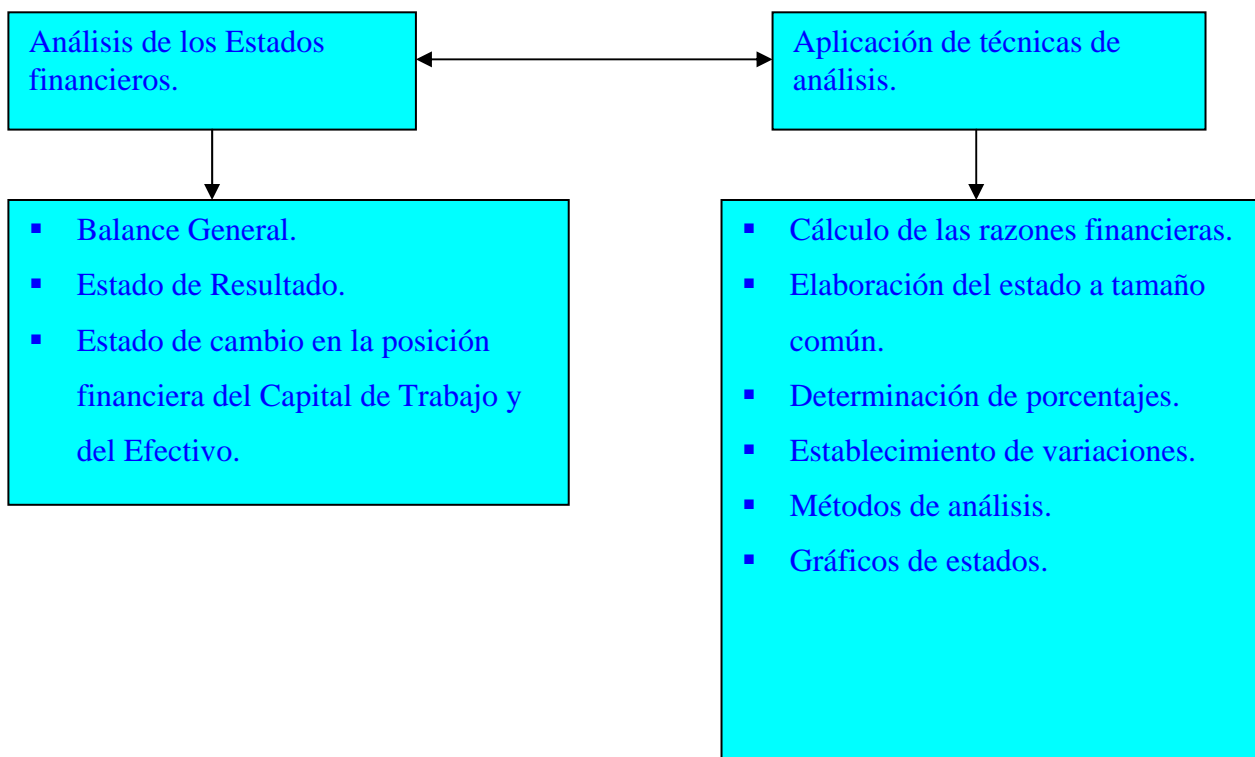 Análisis de los Estados
financieros.
Aplicación de técnicas de
análisis.
▪ Balance General.
▪ Estado de Resultado.
▪ Estado de cambio en la posición
financiera del Capital de Trabajo y
del Efectivo.
▪ Cálculo de las razones financieras.
▪ Elaboración del estado a tamaño
común.
▪ Determinación de porcentajes.
▪ Establecimiento de variaciones.
▪ Métodos de análisis.
▪ Gráficos de estados.